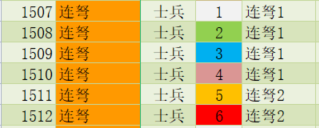 1507 连弩 士兵 1 连弩1
1508 连弩 士兵 2 连弩1
1509 连弩 士兵 3 连弩1
1510 连弩 士兵 4 连弩1
1511 连弩 士兵 5 连弩2
1512 连弩 士兵 6 连弩2